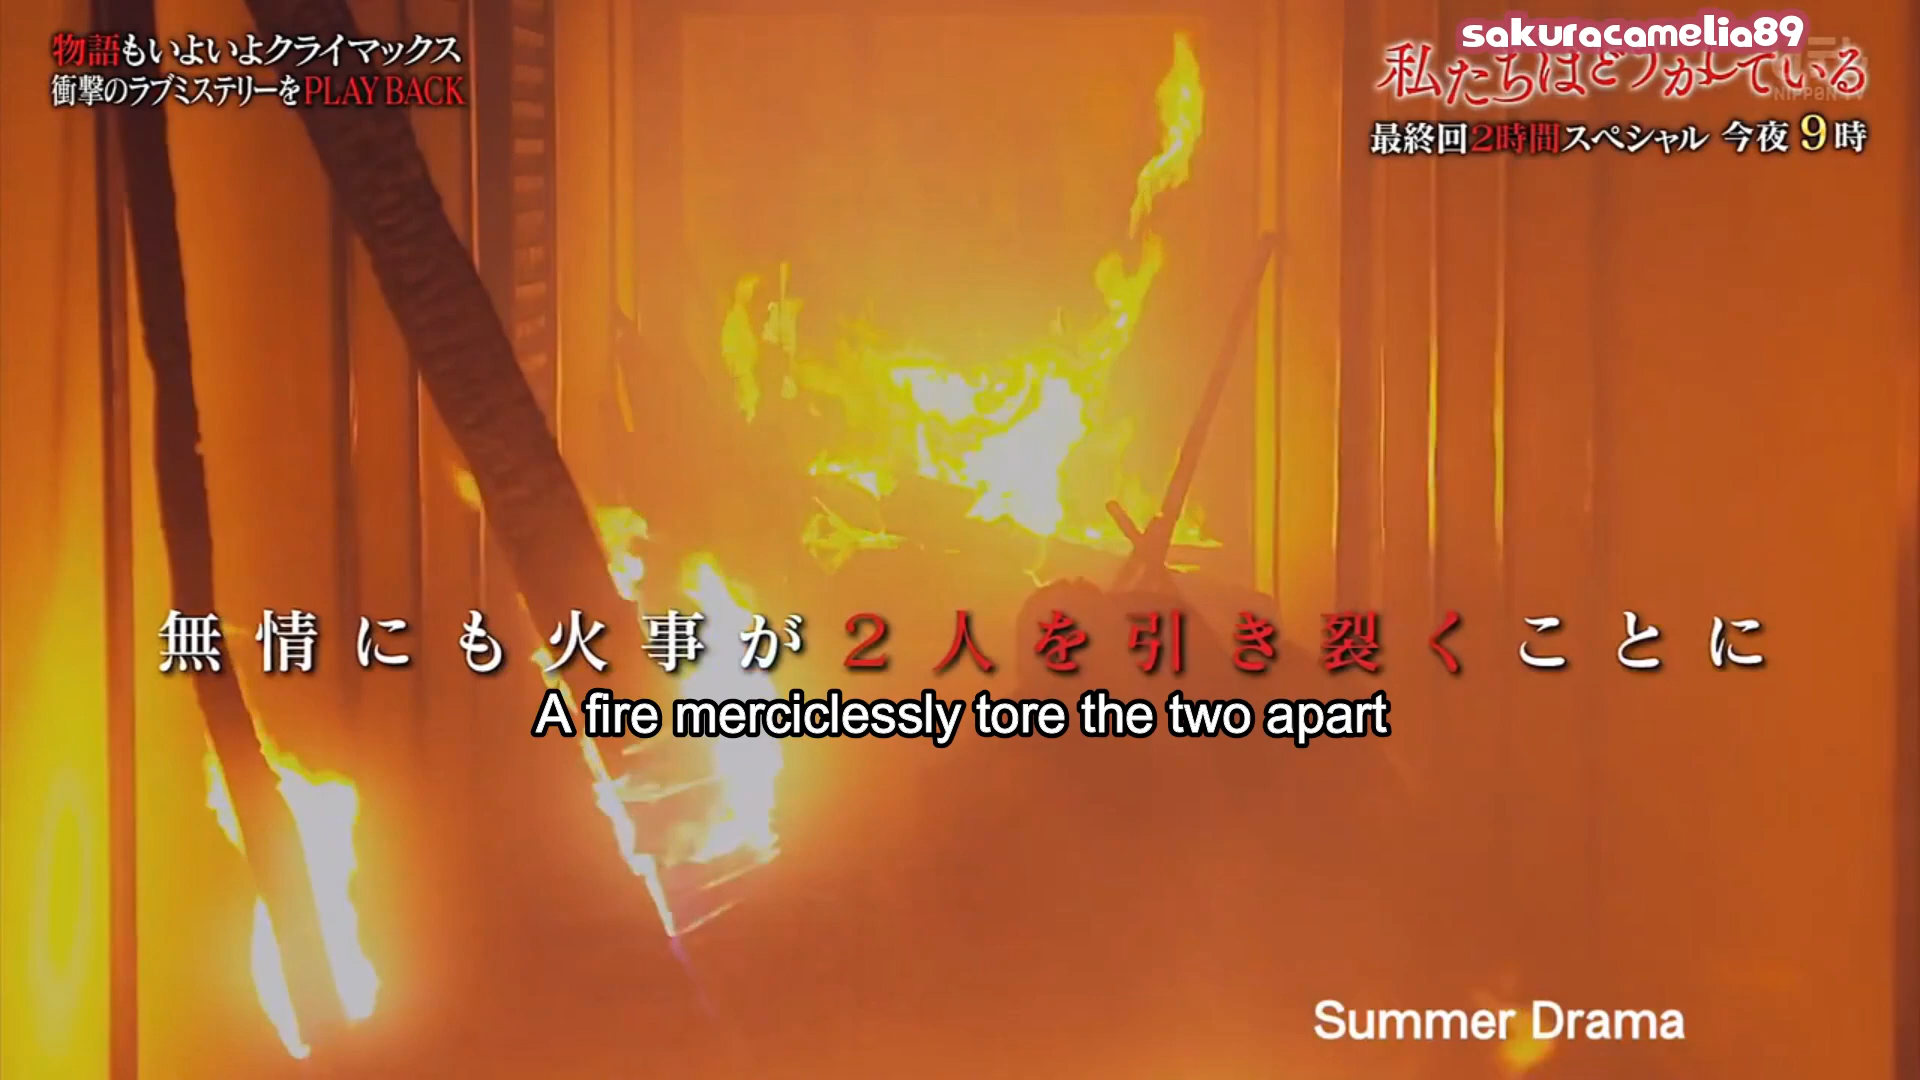 物語もいよいよクライマックス
衝撃のラブミステリーをPLAY BACK
sakuracamelia89
私たちはどうかしている
NIPPON TV
最終回2時間スペシャル 今夜9時
無情にも火事が2人を引き裂くことに
A fire merciclessly tore the two apart
Summer Drama